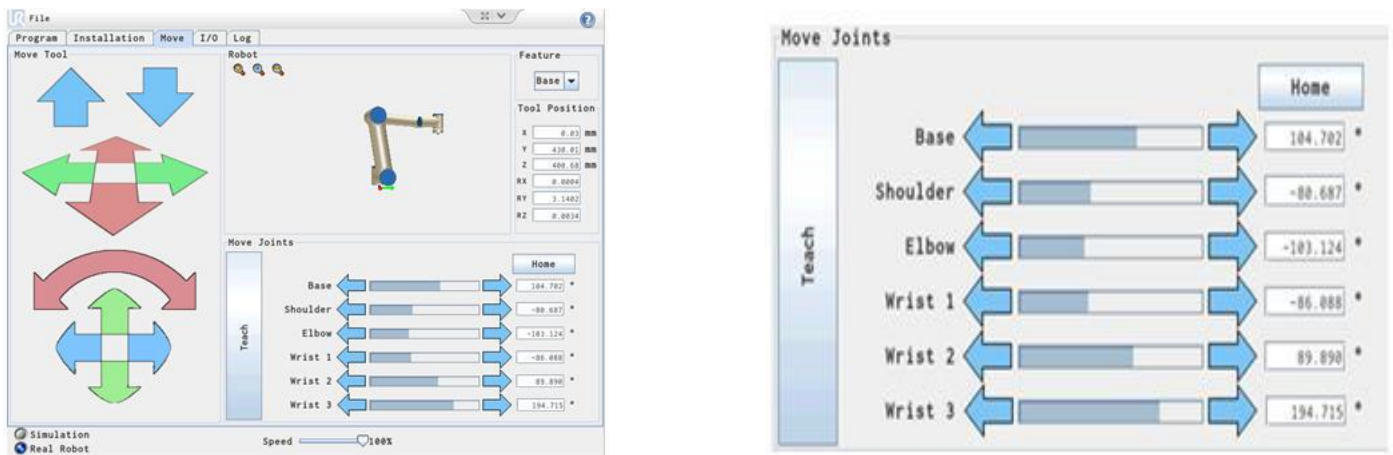 UR File
Program Installation Move I/O Log
Move Tool
Robot
Feature
Base
Tool Position
X 0.03 mm
Y 430.01 mm
Z 400.68 mm
RX 0.0004
RY 3.1402
RZ 0.0034
Move Joints
Home
Teach
Base 104.702 °
Shoulder -80.687 °
Elbow -103.124 °
Wrist 1 -86.088 °
Wrist 2 89.890 °
Wrist 3 194.715 °
Simulation
Real Robot
Speed 100%
Move Joints
Home
Teach
Base 104.702 °
Shoulder -80.687 °
Elbow -103.124 °
Wrist 1 -86.088 °
Wrist 2 89.890 °
Wrist 3 194.715 °